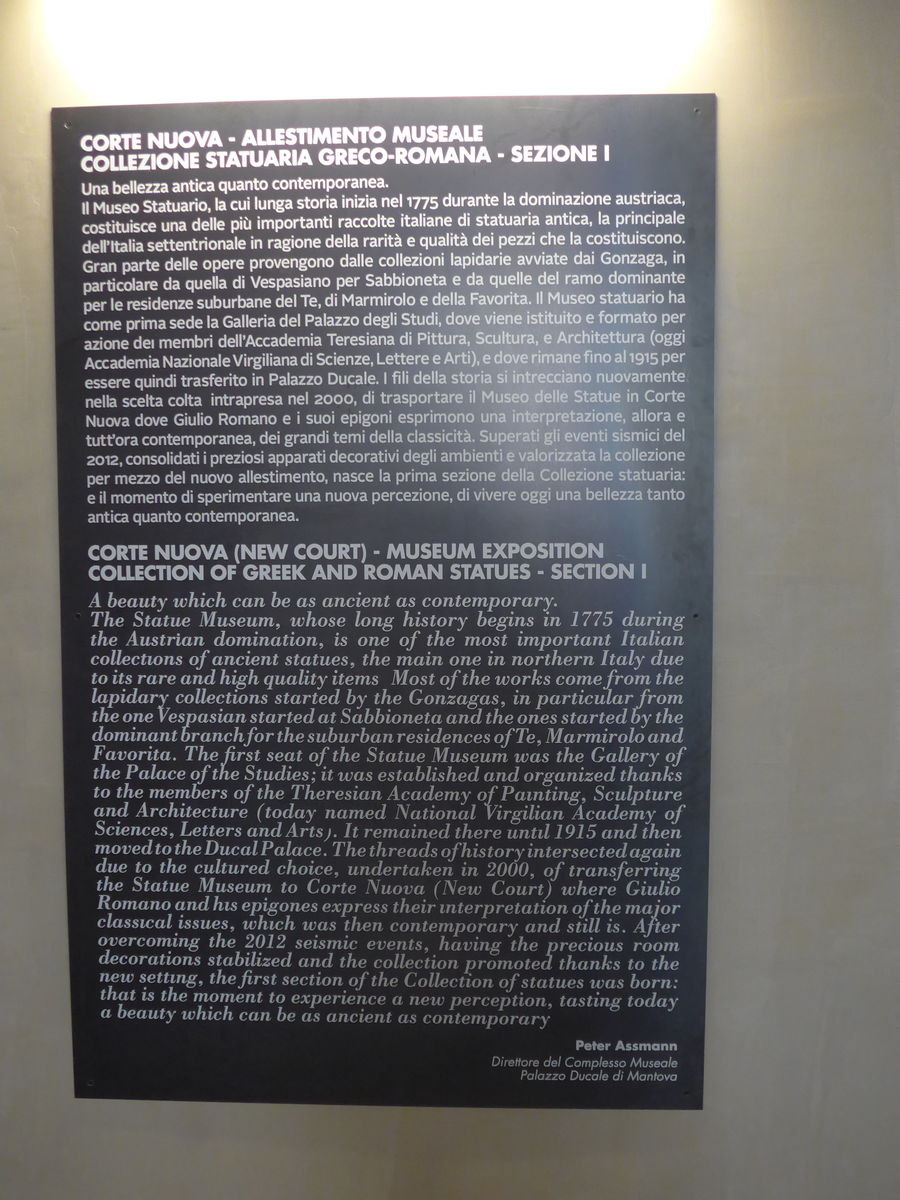 CORTE NUOVA - ALLESTIMENTO MUSEALE
COLLEZIONE STATUARIA GRECO-ROMANA - SEZIONE I
Una bellezza antica quanto contemporanea.
Il Museo Statuario, la cui lunga storia inizia nel 1775 durante la dominazione austriaca,
costituisce una delle più importanti raccolte italiane di statuaria antica, la principale
dell'Italia settentrionale in ragione della rarità e qualità dei pezzi che la costituiscono.
Gran parte delle opere provengono dalle collezioni lapidarie avviate dai Gonzaga, in
particolare da quella di Vespasiano per Sabbioneta e da quelle del ramo dominante
per le residenze suburbane del Te, di Marmirolo e della Favorita. Il Museo statuario ha
come prima sede la Galleria del Palazzo degli Studi, dove viene istituito e formato per
azione dei membri dell'Accademia Teresiana di Pittura, Scultura, e Architettura (oggi
Accademia Nazionale Virgiliana di Scienze, Lettere e Arti), e dove rimane fino al 1915 per
essere quindi trasferito in Palazzo Ducale. I fili della storia si intrecciano nuovamente
nella scelta colta intrapresa nel 2000, di trasportare il Museo delle Statue in Corte
Nuova dove Giulio Romano e i suoi epigoni esprimono una interpretazione, allora e
tutt'ora contemporanea, dei grandi temi della classicità. Superati gli eventi sismici del
2012, consolidati i preziosi apparati decorativi degli ambienti e valorizzata la collezione
per mezzo del nuovo allestimento, nasce la prima sezione della Collezione statuaria:
e il momento di sperimentare una nuova percezione, di vivere oggi una bellezza tanto
antica quanto contemporanea.
CORTE NUOVA (NEW COURT) - MUSEUM EXPOSITION
COLLECTION OF GREEK AND ROMAN STATUES - SECTION I
A beauty which can be as ancient as contemporary.
The Statue Museum, whose long history begins in 1775 during
the Austrian domination, is one of the most important Italian
collections of ancient statues, the main one in northern Italy due
to its rare and high quality items Most of the works come from the
lapidary collections started by the Gonzagas, in particular from
the one Vespasian started at Sabbioneta and the ones started by the
dominant branch for the suburban residences of Te, Marmirolo and
Favorita. The first seat of the Statue Museum was the Gallery of
the Palace of the Studies; it was established and organized thanks
to the members of the Theresian Academy of Painting, Sculpture
and Architecture (today named National Virgilian Academy of
Sciences, Letters and Arts). It remained there until 1915 and then
moved to the Ducal Palace. The threads of history intersected again
due to the cultured choice, undertaken in 2000, of transferring
the Statue Museum to Corte Nuova (New Court) where Giulio
Romano and his epigones express their interpretation of the major
classical issues, which was then contemporary and still is. After
overcoming the 2012 seismic events, having the precious room
decorations stabilized and the collection promoted thanks to the
new setting, the first section of the Collection of statues was born:
that is the moment to experience a new perception, tasting today
a beauty which can be as ancient as contemporary
Peter Assmann
Direttore del Complesso Museale
Palazzo Ducale di Mantova